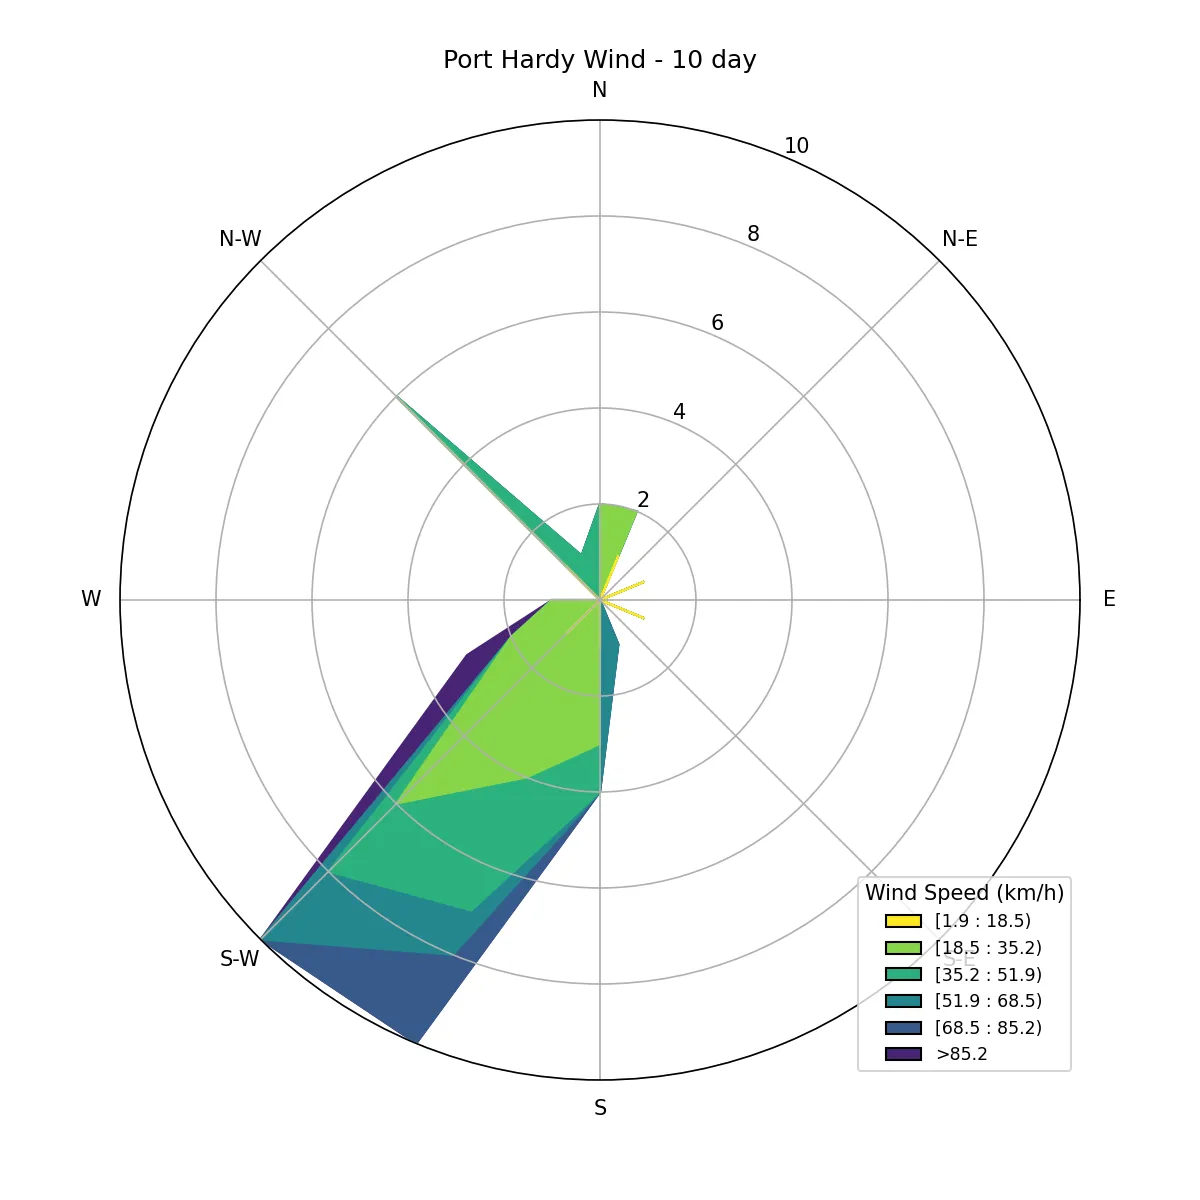 Port Hardy Wind - 10 day
N
10
N-W
8
N-E
6
4
2
W
E
S-W
S-E
Wind Speed (km/h)
[1.9 : 18.5)
[18.5 : 35.2)
[35.2 : 51.9)
[51.9 : 68.5)
[68.5 : 85.2)
>85.2
S